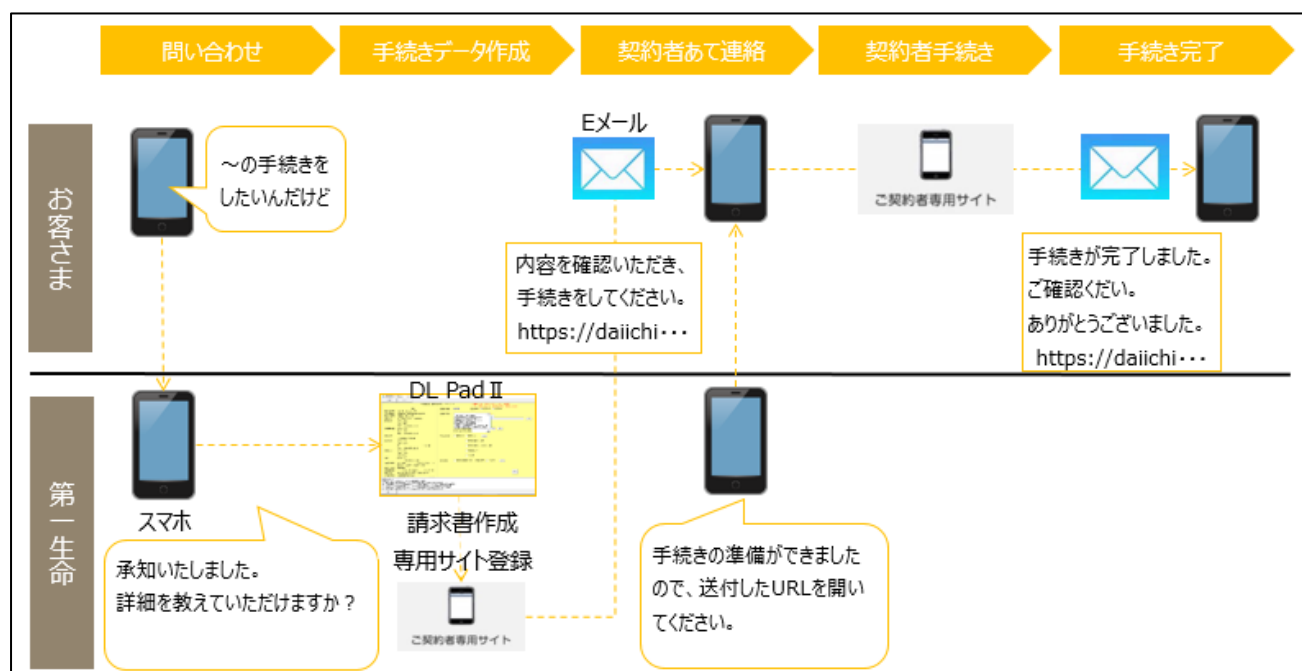 問い合わせ
手続きデータ作成
契約者あて連絡
契約者手続き
手続き完了
お客さま
～の手続きを
したいんだけど
Eメール
ご契約者専用サイト
内容を確認いただき、
手続きをしてください。
https://daiichi･･･
手続きが完了しました。
ご確認くだい。
ありがとうございました。
https://daiichi･･･
第一生命
スマホ
承知いたしました。
詳細を教えていただけますか？
DL Pad Ⅱ
請求書作成
専用サイト登録
ご契約者専用サイト
手続きの準備ができました
ので、送付したURLを開い
てください。